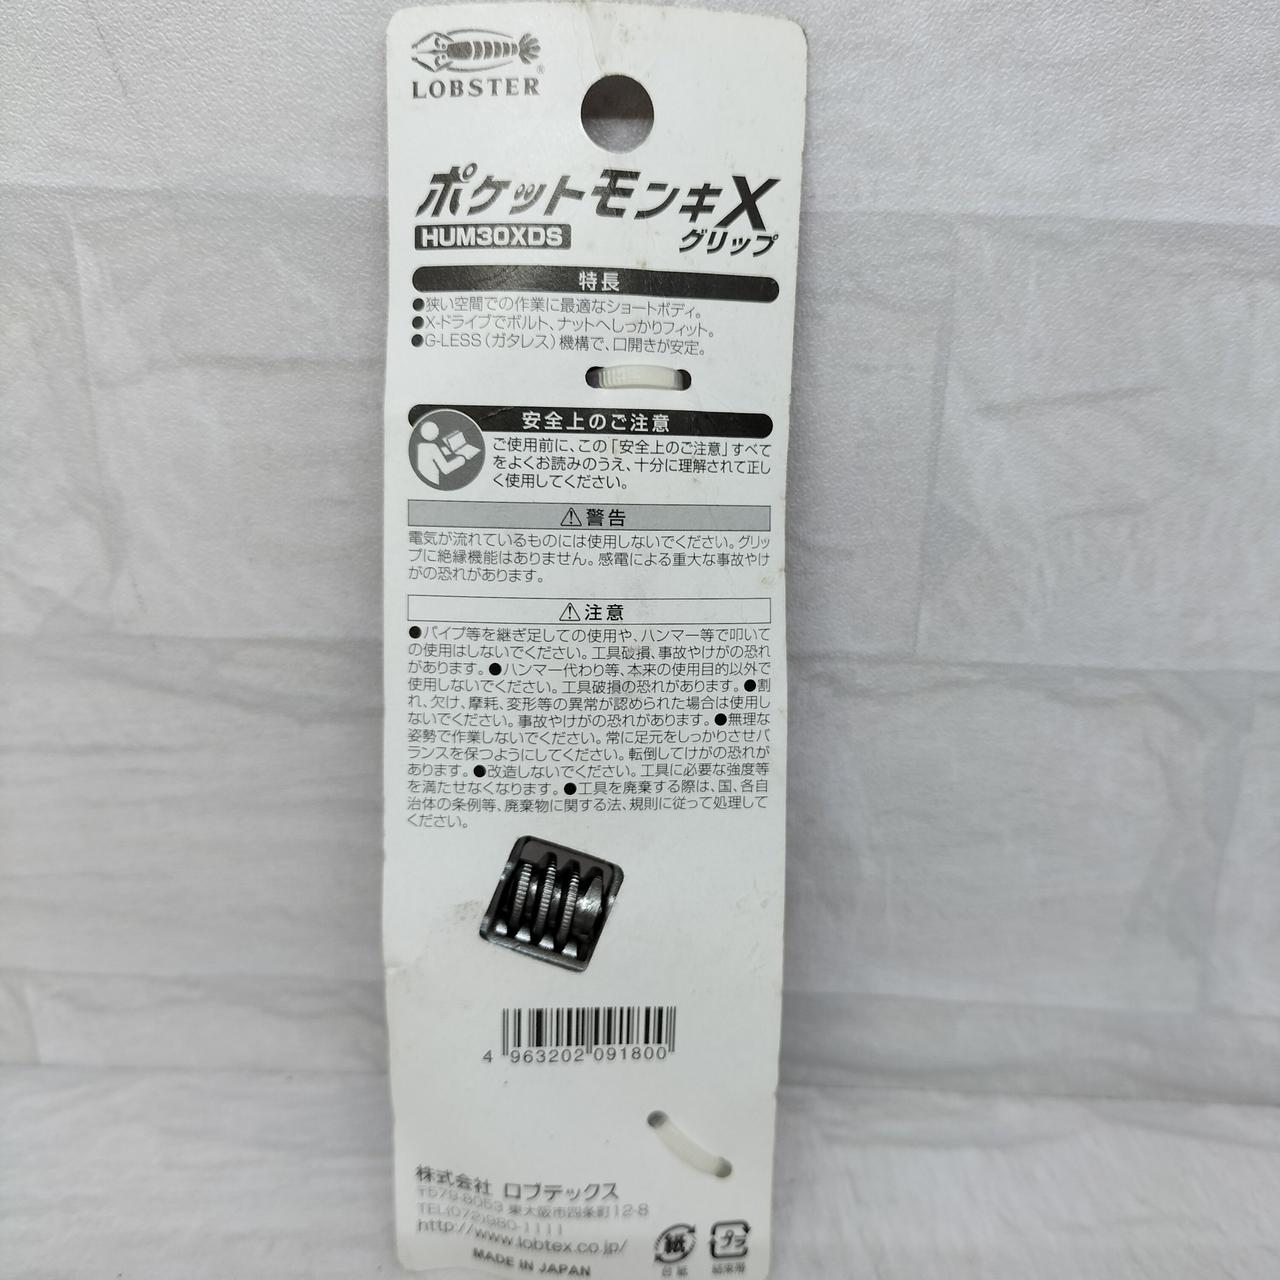 LOBSTER®
ポケットモンキX
HUM30XDS
グリップ
特長
●狭い空間での作業に最適なショートボディ。
●X-ドライブでボルト、ナットへしっかりフィット。
●G-LESS(ガタレス)機構で、口開きが安定。
安全上のご注意
ご使用前に、この「安全上のご注意」すべて
をよくお読みのうえ、十分に理解されて正し
く使用してください。
⚠警告
電気が流れているものには使用しないでください。グリッ
プに絶縁機能はありません。感電による重大な事故やけ
がの恐れがあります。
⚠注意
●パイプ等を継ぎ足しての使用や、ハンマー等で叩いて
の使用はしないでください。工具破損、事故やけがの恐れ
があります。●ハンマー代わり等、本来の使用目的以外で
使用しないでください。工具破損の恐れがあります。●割
れ、欠け、摩耗、変形等の異常が認められた場合は使用し
ないでください。事故やけがの恐れがあります。●無理な
姿勢で作業しないでください。常に足元をしっかりさせバ
ランスを保つようにしてください。転倒してけがの恐れが
あります。●改造しないでください。工具に必要な強度等
を満たせなくなります。●工具を廃棄する際は、国、各自
治体の条例等、廃棄物に関する法、規則に従って処理して
ください。
4 963202 091800
株式会社 ロブテックス
〒579-8053 東大阪市四条町12-8
TEL(072)980-1111
http://www.lobtex.co.jp/
MADE IN JAPAN
紙
台紙
プラ
結束帯